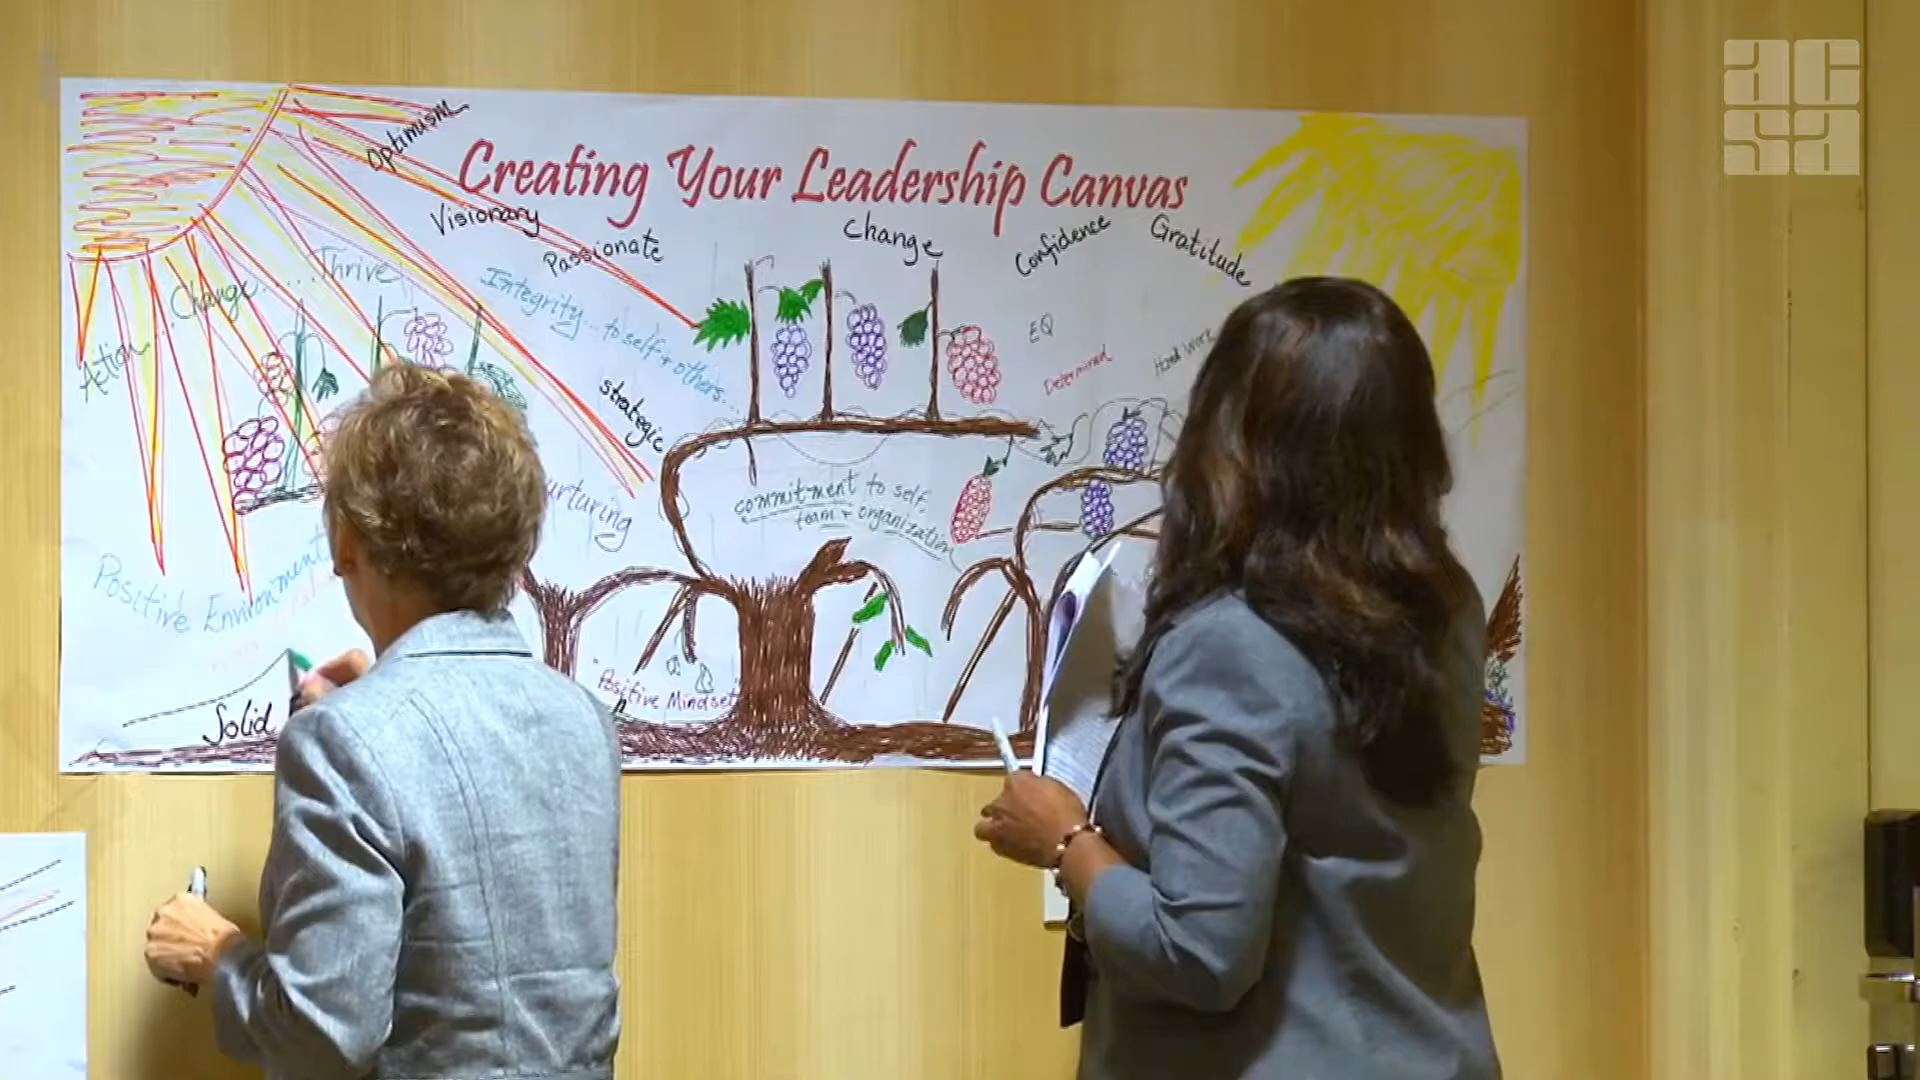 acsa
Optimism
Creating Your Leadership Canvas
Visionary
Passionate
Change
Confidence
Gratitude
Change......Thrive
Action...
Integrity... to self + others...
EQ
Determined
Hard Work
strategic
commitment to self,
team + organization
urturing
Positive Environment
"Positive Mindset"
Solid